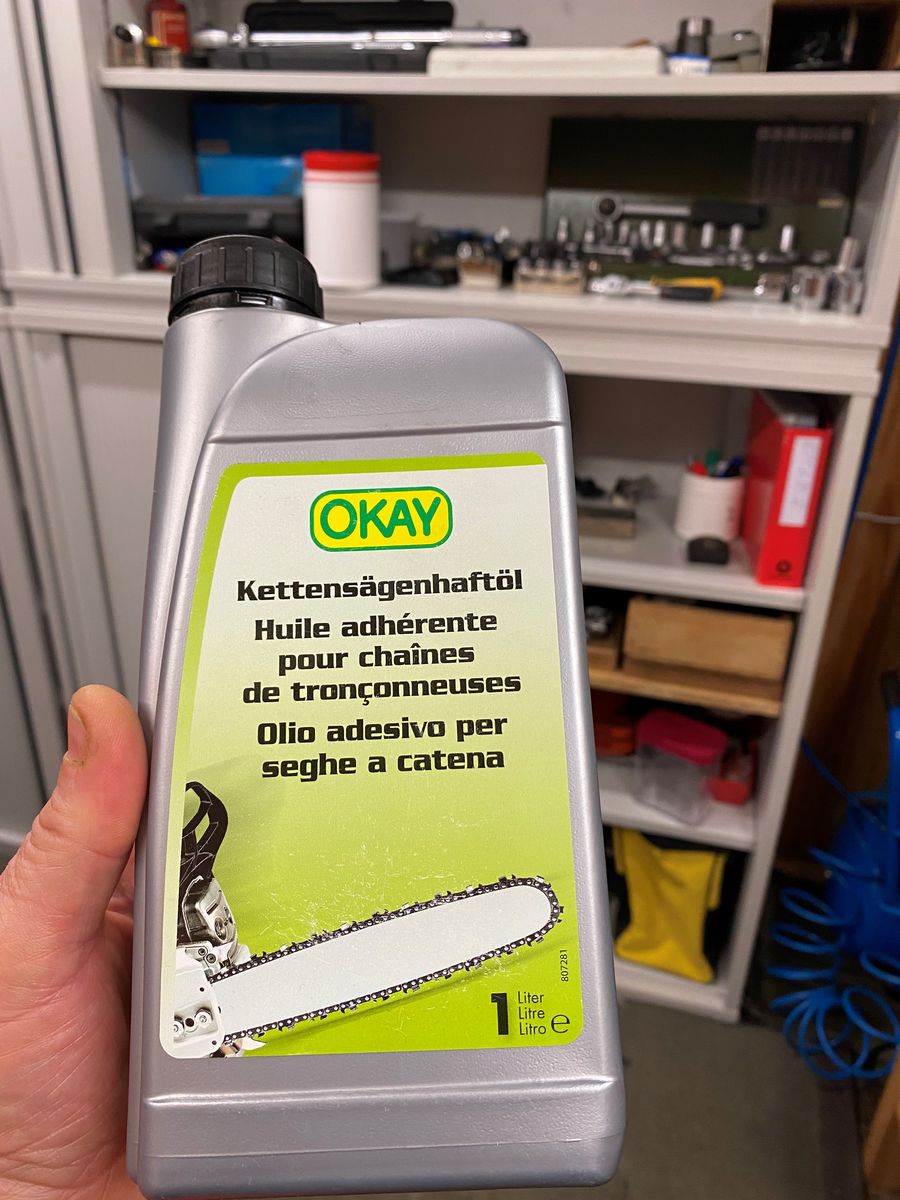 OKAY
Kettensägenhaftöl
Huile adhérente
pour chaînes
de tronçonneuses
Olio adesivo per
seghe a catena
807281
1 Liter
Litre
Litro ℮